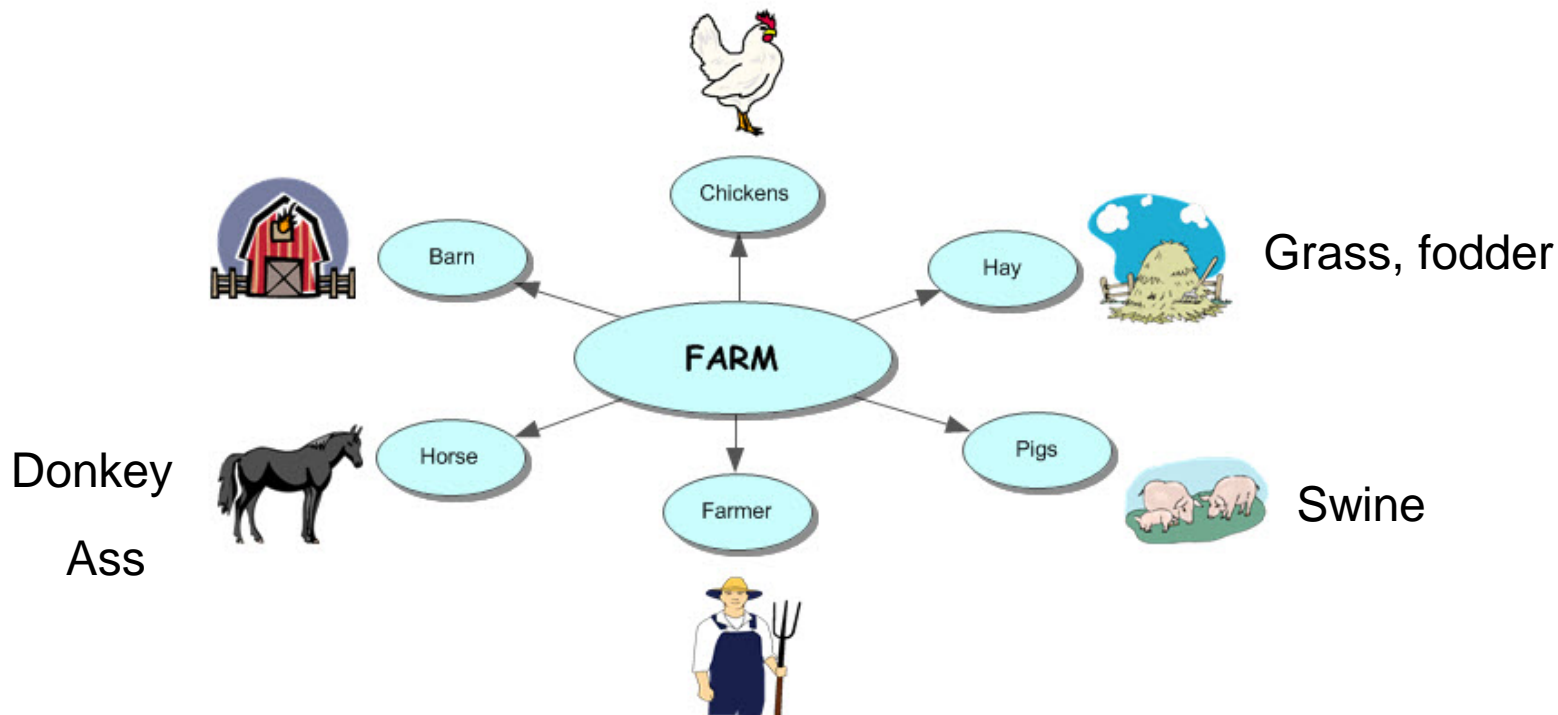 Chickens
Barn
Hay
Grass, fodder
FARM
Donkey
Horse
Pigs
Farmer
Swine
Ass